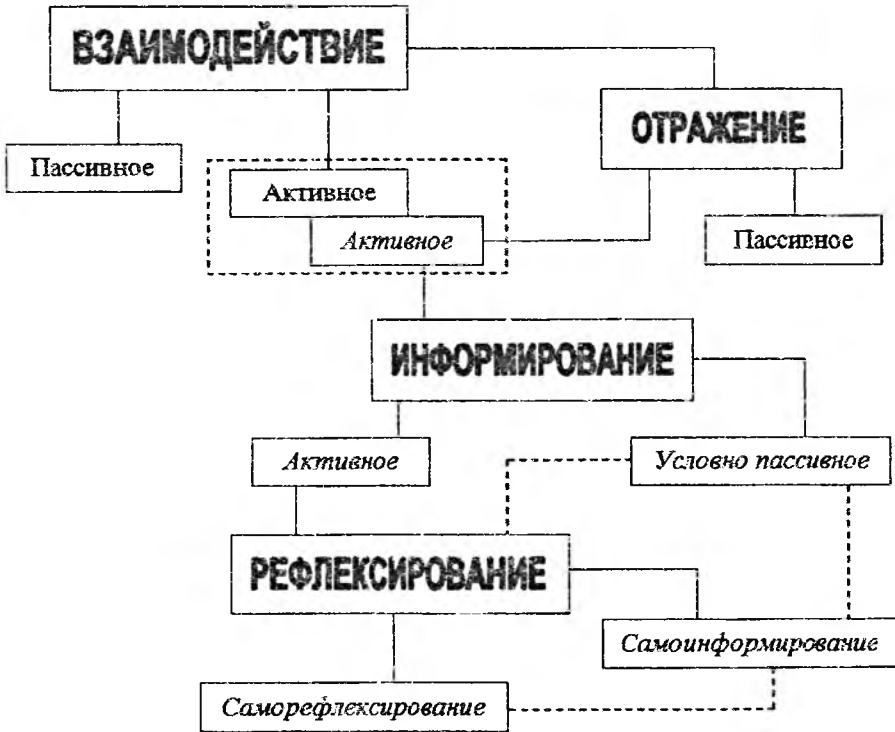 ВЗАИМОДЕЙСТВИЕ
ОТРАЖЕНИЕ
Пассивное
Активное
Активное
Пассивное
ИНФОРМИРОВАНИЕ
Активное
Условно пассивное
РЕФЛЕКСИРОВАНИЕ
Самоинформирование
Саморефлексирование